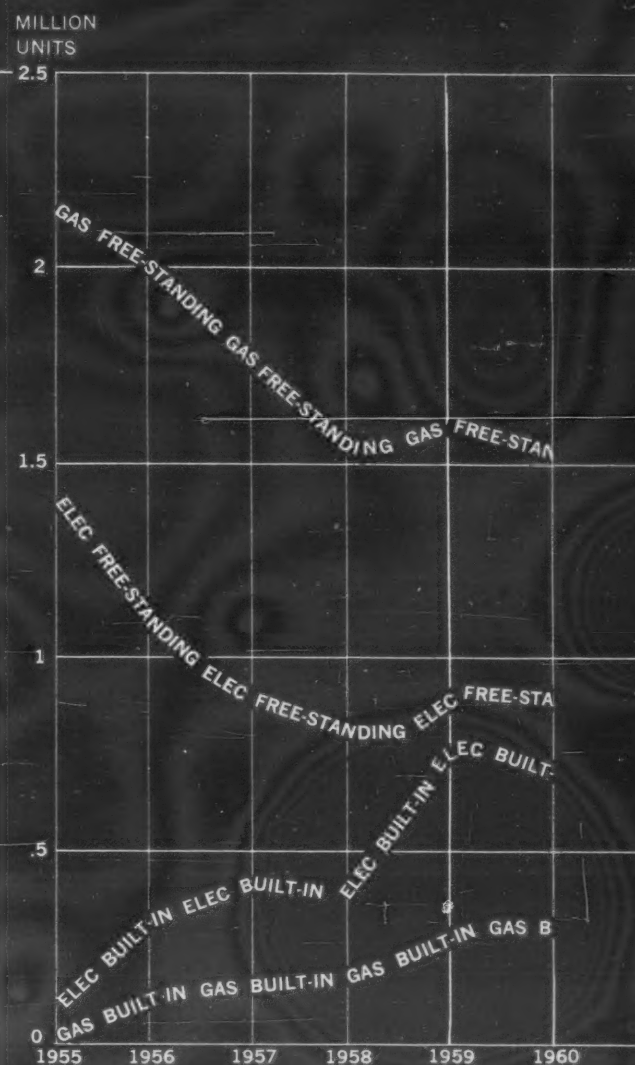 MILLION
UNITS
2.5
GAS FREE-STANDING GAS FREE-STANDING GAS FREE-STAN
2
1.5
ELEC FREE-STANDING ELEC FREE-STANDING ELEC FREE-STA
1
ELEC BUILT-IN ELEC BUILT-IN ELEC BUILT-IN ELEC BUILT-
.5
GAS BUILT-IN GAS BUILT-IN GAS BUILT-IN GAS B
0
1955 1956 1957 1958 1959 1960